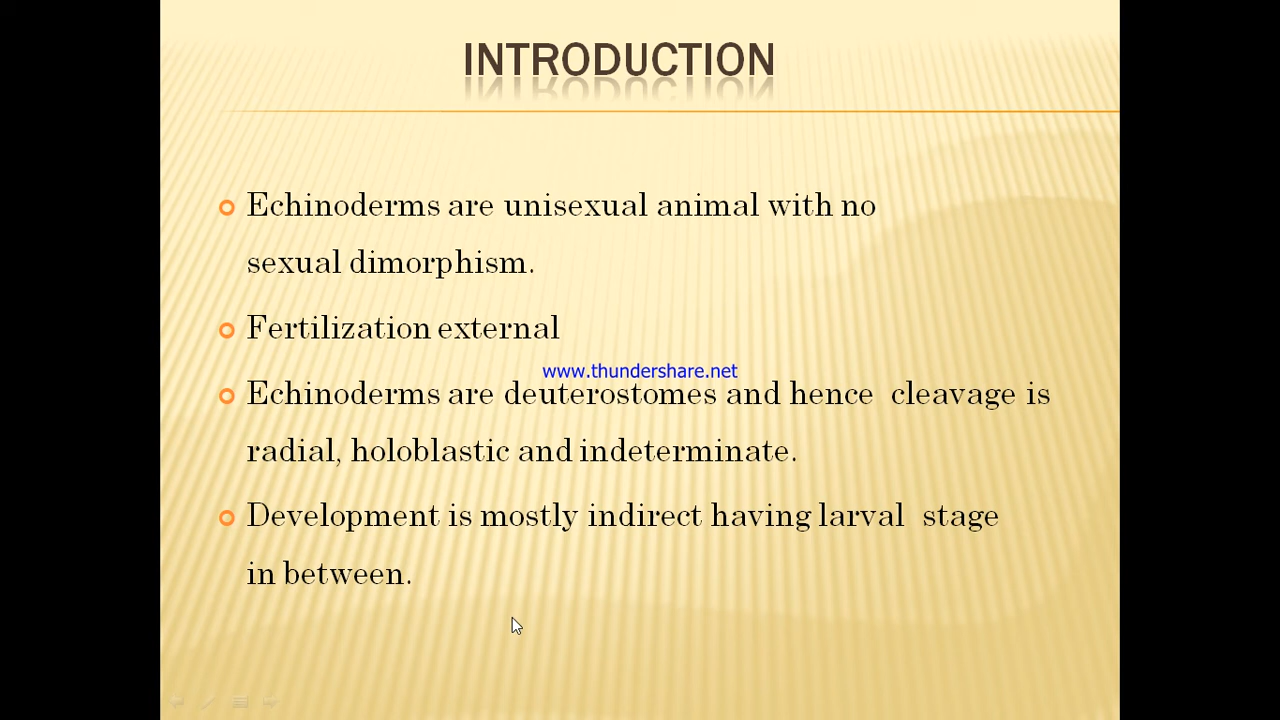 INTRODUCTION
Echinoderms are unisexual animal with no
sexual dimorphism.
Fertilization external
www.thundershare.net
Echinoderms are deuterostomes and hence cleavage is
radial, holoblastic and indeterminate.
Development is mostly indirect having larval stage
in between.